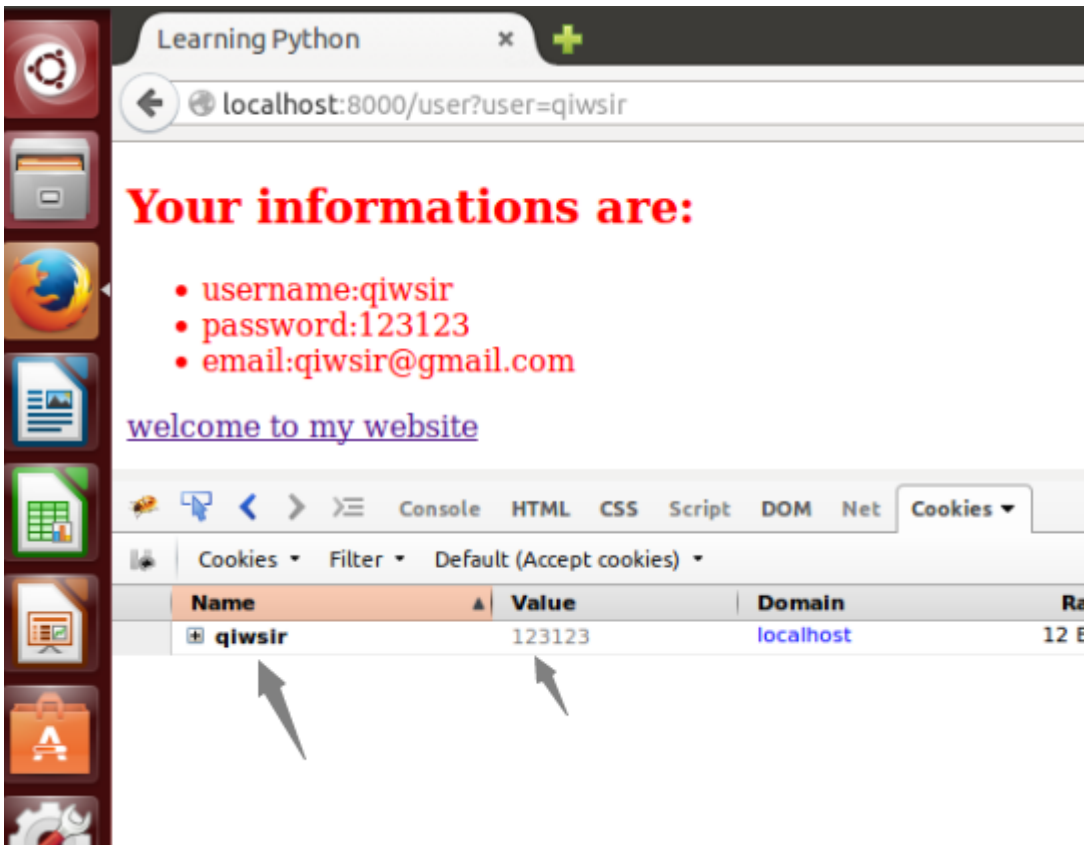 Learning Python
localhost:8000/user?user=qiwsir
Your informations are:
username:qiwsir
password:123123
email:qiwsir@gmail.com
welcome to my website
Console HTML CSS Script DOM Net Cookies
Cookies Filter Default (Accept cookies)
Name Value Domain
qiwsir 123123 localhost 12